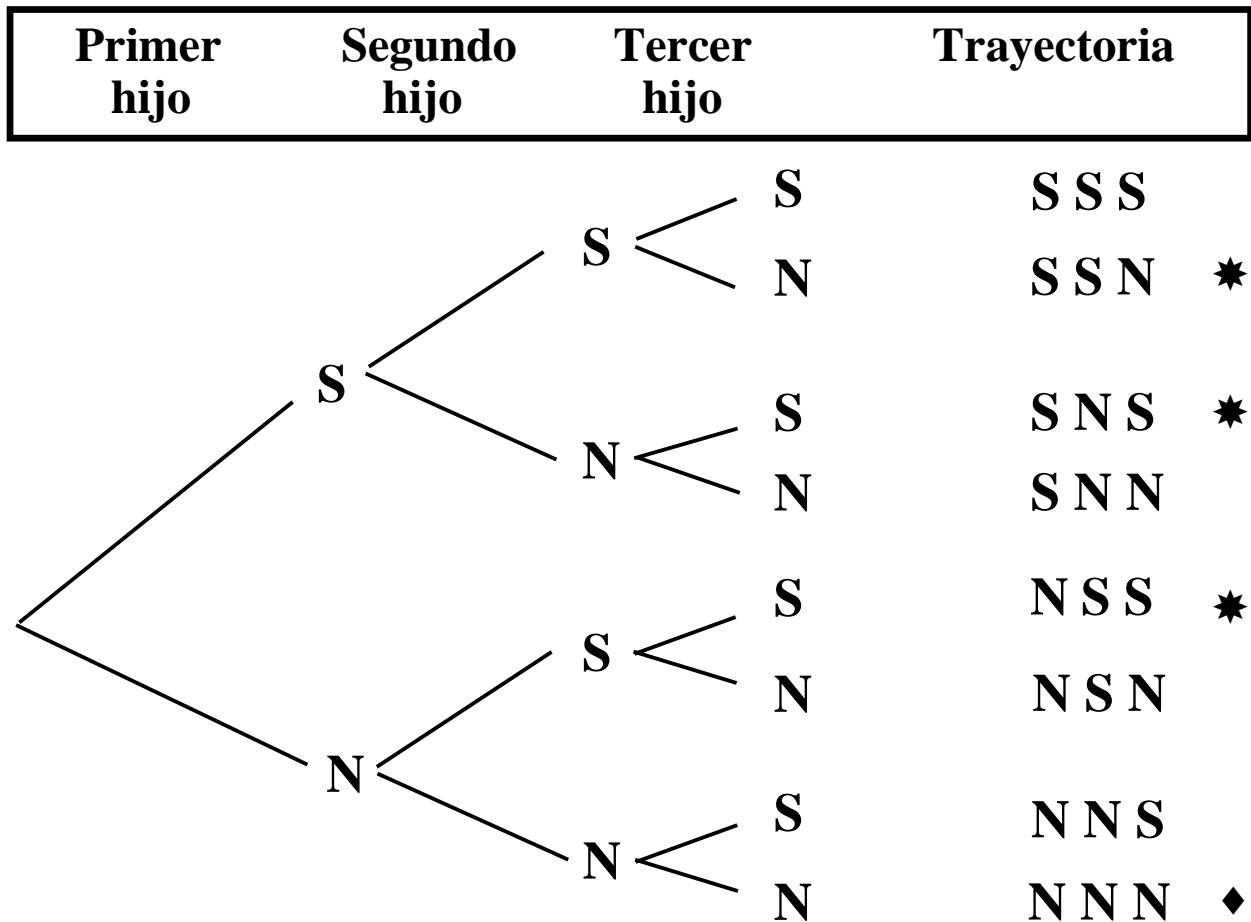 Primer hijo Segundo hijo Tercer hijo Trayectoria
S S S S
S
N S S N ✸
S
S S N S ✸
N
N S N N
S N S S ✸
S
N N S N
N
S N N S
N
N N N N ♦